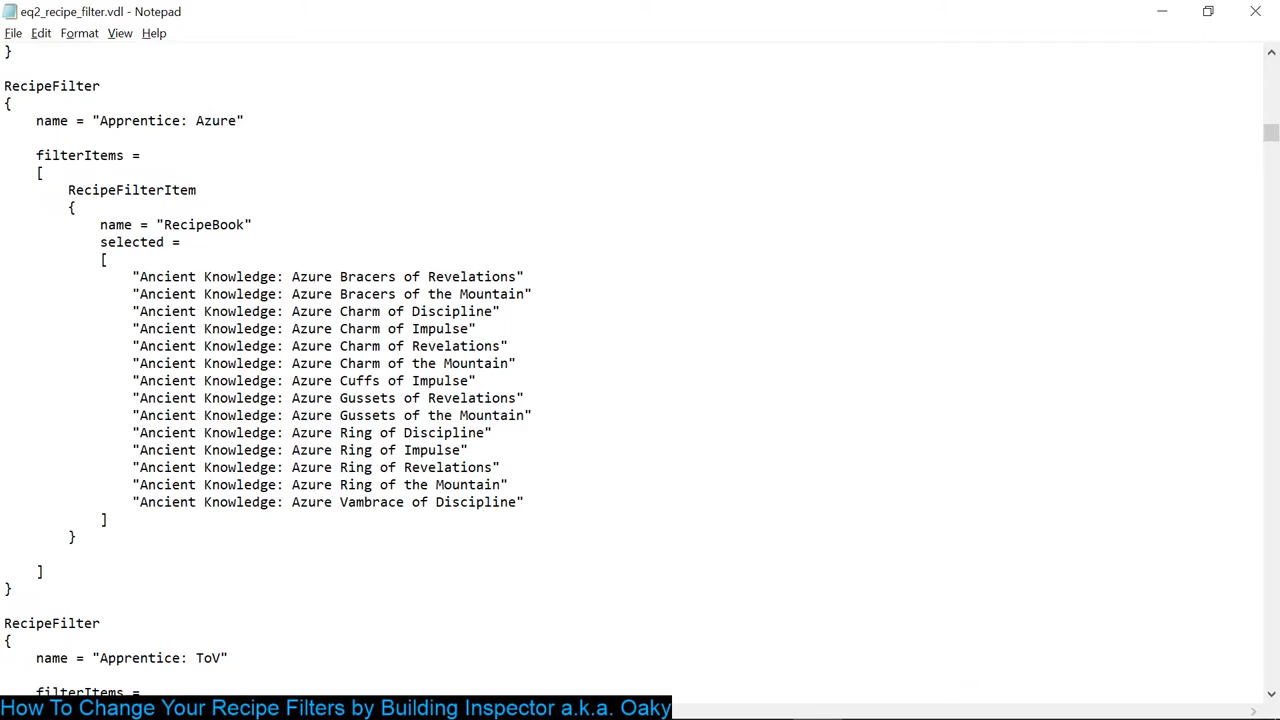 eq2_recipe_filter.vdl - Notepad
File Edit Format View Help
}
RecipeFilter
{
name = "Apprentice: Azure"
filterItems =
[
RecipeFilterItem
{
name = "RecipeBook"
selected =
[
"Ancient Knowledge: Azure Bracers of Revelations"
"Ancient Knowledge: Azure Bracers of the Mountain"
"Ancient Knowledge: Azure Charm of Discipline"
"Ancient Knowledge: Azure Charm of Impulse"
"Ancient Knowledge: Azure Charm of Revelations"
"Ancient Knowledge: Azure Charm of the Mountain"
"Ancient Knowledge: Azure Cuffs of Impulse"
"Ancient Knowledge: Azure Gussets of Revelations"
"Ancient Knowledge: Azure Gussets of the Mountain"
"Ancient Knowledge: Azure Ring of Discipline"
"Ancient Knowledge: Azure Ring of Impulse"
"Ancient Knowledge: Azure Ring of Revelations"
"Ancient Knowledge: Azure Ring of the Mountain"
"Ancient Knowledge: Azure Vambrace of Discipline"
]
}
]
}
RecipeFilter
{
name = "Apprentice: ToV"
filterItems =
How To Change Your Recipe Filters by Building Inspector a.k.a. Oaky